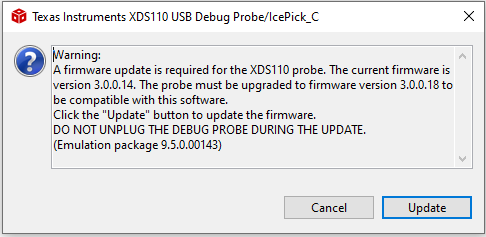 Texas Instruments XDS110 USB Debug Probe/IcePick_C
Warning:
A firmware update is required for the XDS110 probe. The current firmware is
version 3.0.0.14. The probe must be upgraded to firmware version 3.0.0.18 to
be compatible with this software.
Click the "Update" button to update the firmware.
DO NOT UNPLUG THE DEBUG PROBE DURING THE UPDATE.
(Emulation package 9.5.0.00143)
Cancel
Update